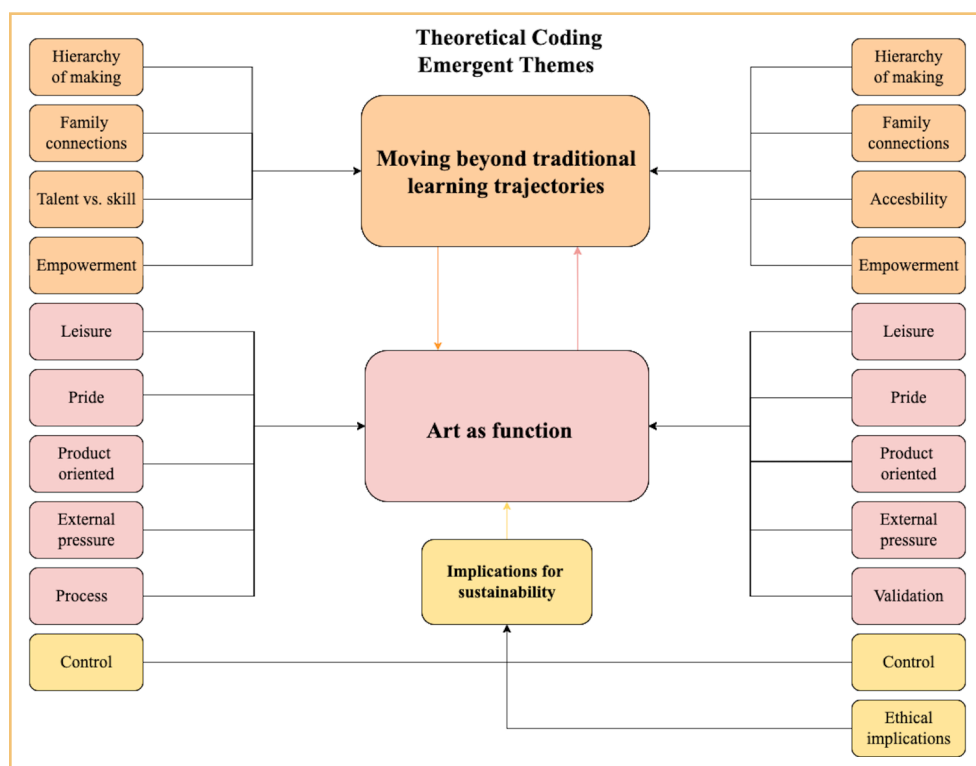 Theoretical Coding
Emergent Themes
Hierarchy
of making
Family
connections
Talent vs. skill
Empowerment
Leisure
Pride
Product
oriented
External
pressure
Process
Control
Moving beyond traditional
learning trajectories
Art as function
Implications for
sustainability
Hierarchy
of making
Family
connections
Accesbility
Empowerment
Leisure
Pride
Product
oriented
External
pressure
Validation
Control
Ethical
implications